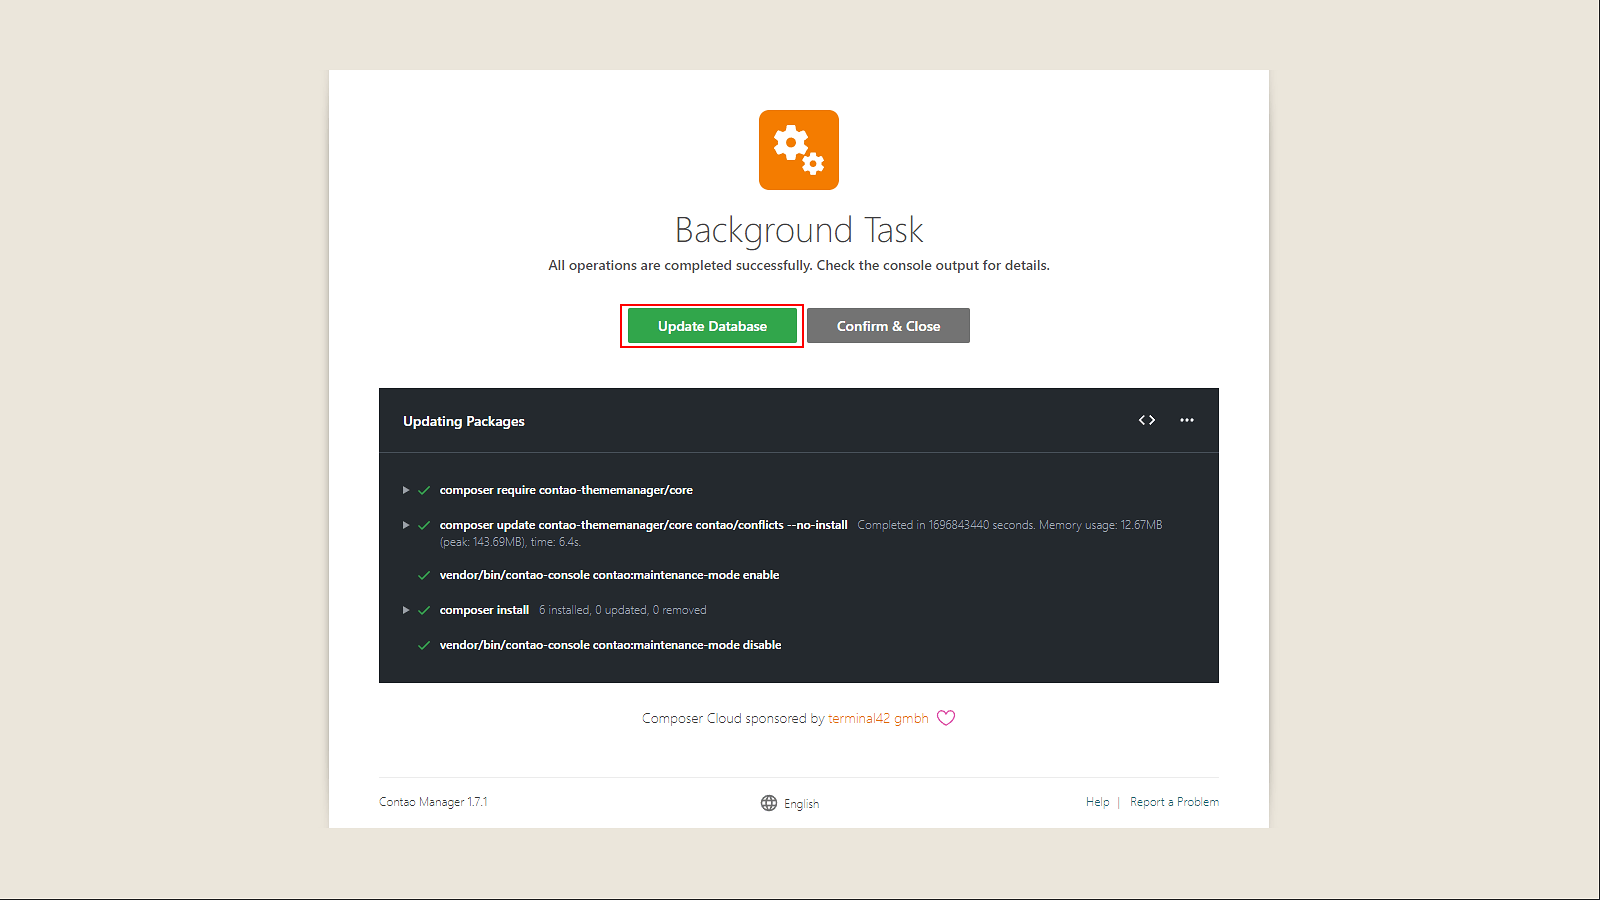 Background Task
All operations are completed successfully. Check the console output for details.
Update Database
Confirm & Close
Updating Packages
composer require contao-thememanager/core
composer update contao-thememanager/core contao/conflicts --no-install Completed in 1696843440 seconds. Memory usage: 12.67MB
(peak: 143.69MB), time: 6.4s.
vendor/bin/contao-console contao:maintenance-mode enable
composer install 6 installed, 0 updated, 0 removed
vendor/bin/contao-console contao:maintenance-mode disable
Composer Cloud sponsored by terminal42 gmbh
Contao Manager 1.7.1
English
Help | Report a Problem